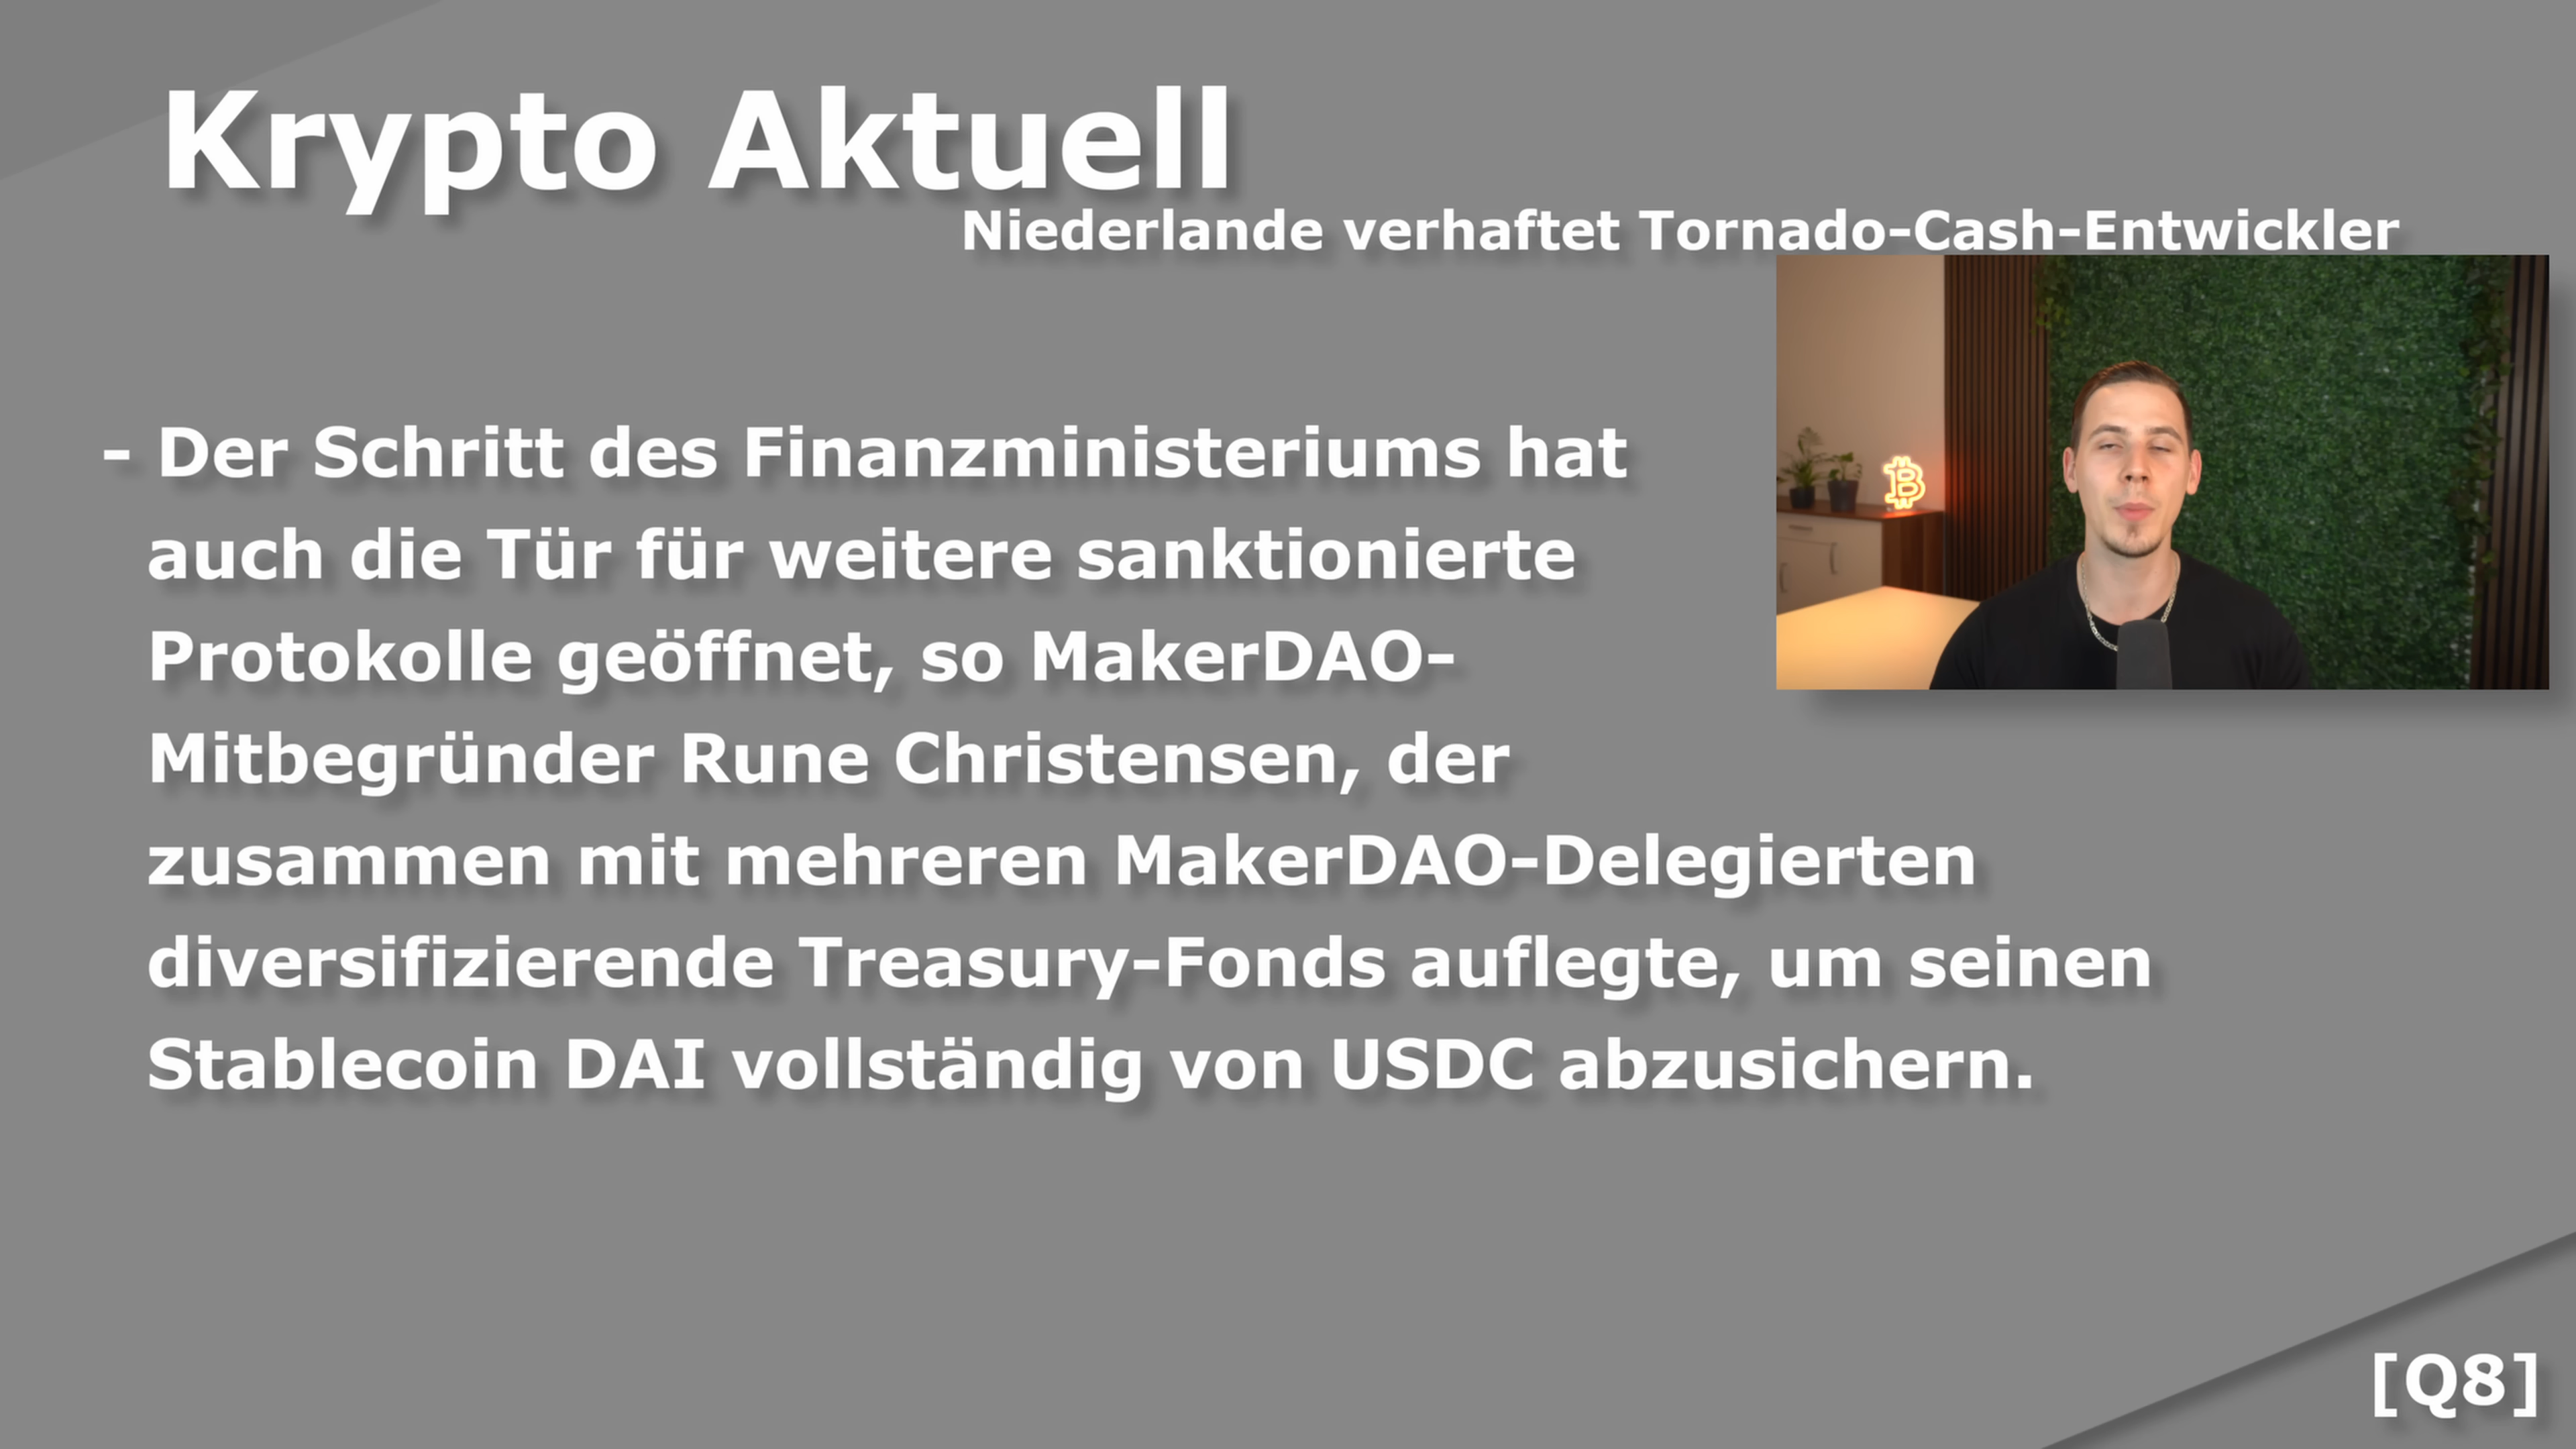 Krypto Aktuell
Niederlande verhaftet Tornado-Cash-Entwickler
- Der Schritt des Finanzministeriums hat
auch die Tür für weitere sanktionierte
Protokolle geöffnet, so MakerDAO-
Mitbegründer Rune Christensen, der
zusammen mit mehreren MakerDAO-Delegierten
diversifizierende Treasury-Fonds auflegte, um seinen
Stablecoin DAI vollständig von USDC abzusichern.
[Q8]